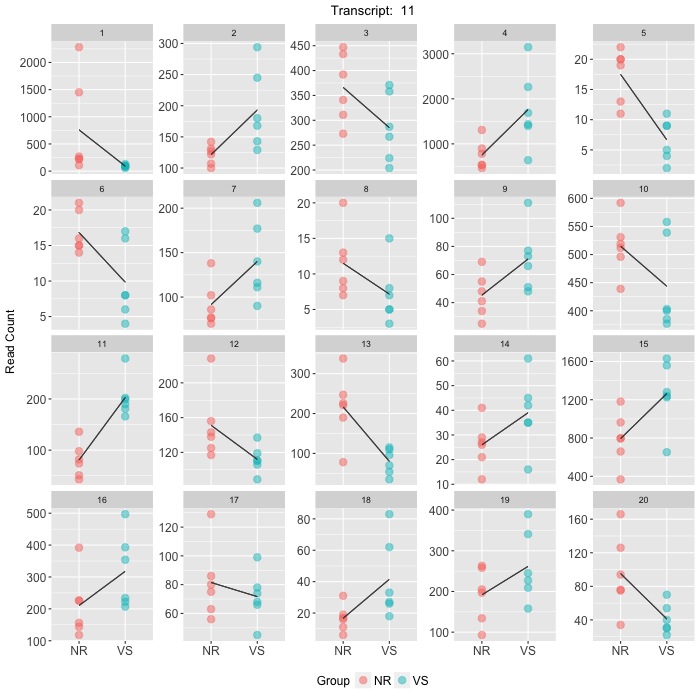 Transcript: 11
1 2 3 4 5
2000 1500 1000 500 0
300 250 200 150 100
450 400 350 300 250 200
3000 2000 1000
20 15 10 5
6 7 8 9 10
20 15 10 5
200 150 100
20 15 10 5
100 80 60 40
600 550 500 450 400
Read Count
11 12 13 14 15
200 100
200 160 120
300 200 100
60 50 40 30 20 10
1600 1200 800 400
16 17 18 19 20
500 400 300 200 100
120 100 80 60
80 60 40 20
400 300 200 100
160 120 80 40
NR VS NR VS NR VS NR VS NR VS
Group NR VS